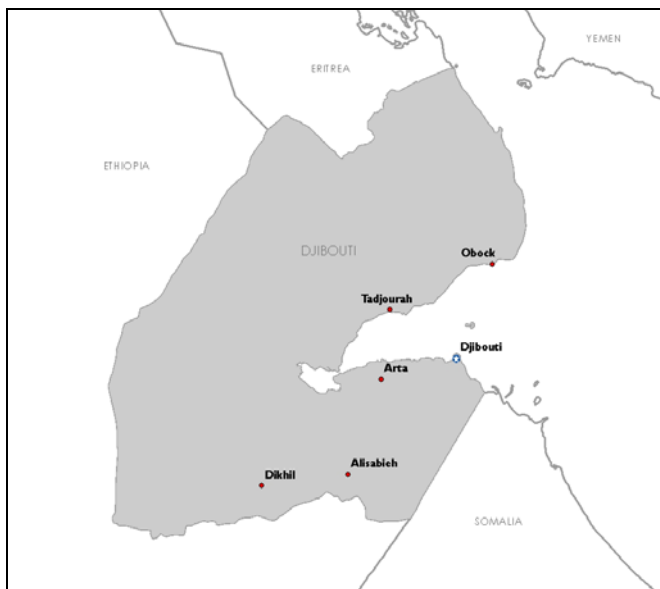 YEMEN
ERITREA
ETHIOPIA
DJIBOUTI
Obock
Tadjourah
Djibouti
Arta
Alisabieh
Dikhil
SOMALIA